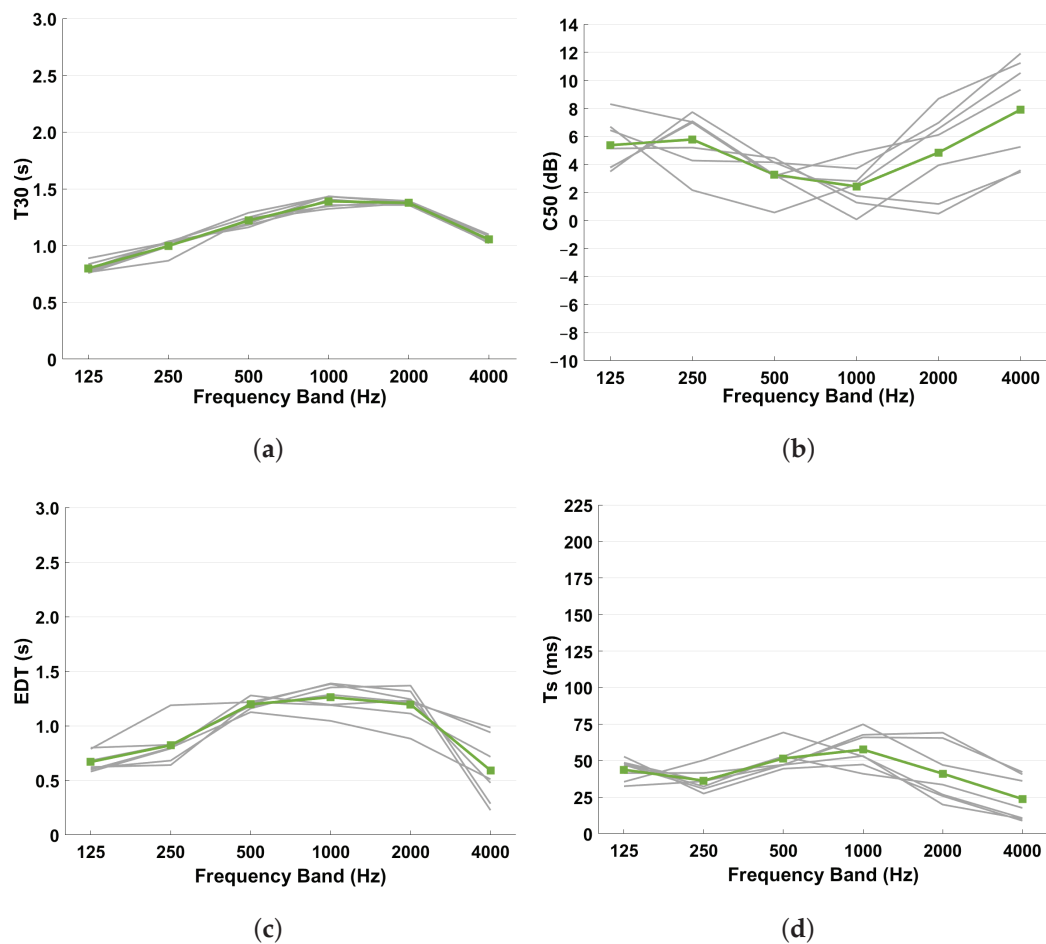 3.0
2.5
2.0
1.5
1.0
0.5
0
T30 (s)
125 250 500 1000 2000 4000
Frequency Band (Hz)
(a)
14
12
10
8
6
4
2
0
−2
−4
−6
−8
−10
C50 (dB)
125 250 500 1000 2000 4000
Frequency Band (Hz)
(b)
3.0
2.5
2.0
1.5
1.0
0.5
0
EDT (s)
125 250 500 1000 2000 4000
Frequency Band (Hz)
(c)
225
200
175
150
125
100
75
50
25
0
Ts (ms)
125 250 500 1000 2000 4000
Frequency Band (Hz)
(d)